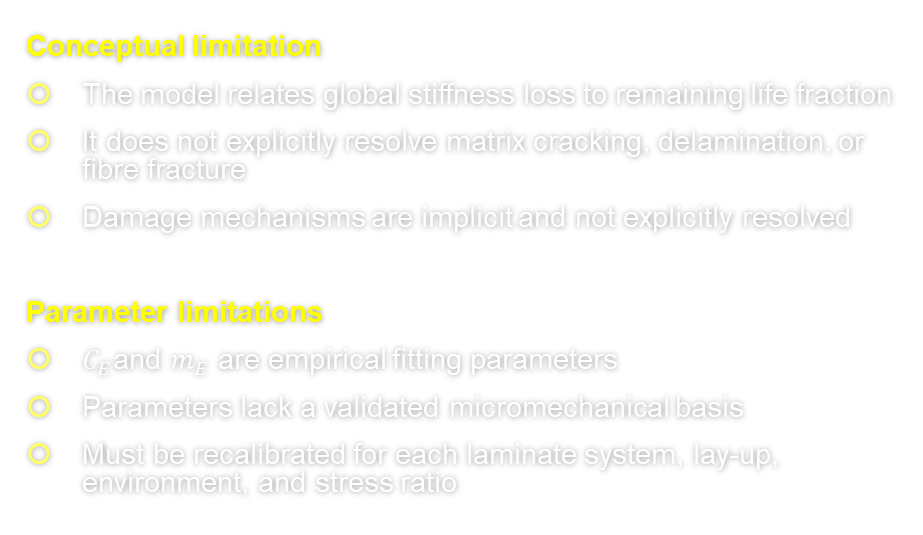 Conceptual limitation
The model relates global stiffness loss to remaining life fraction
It does not explicitly resolve matrix cracking, delamination, or
fibre fracture
Damage mechanisms are implicit and not explicitly resolved
Parameter limitations
C_E and m_E are empirical fitting parameters
Parameters lack a validated micromechanical basis
Must be recalibrated for each laminate system, lay-up,
environment, and stress ratio